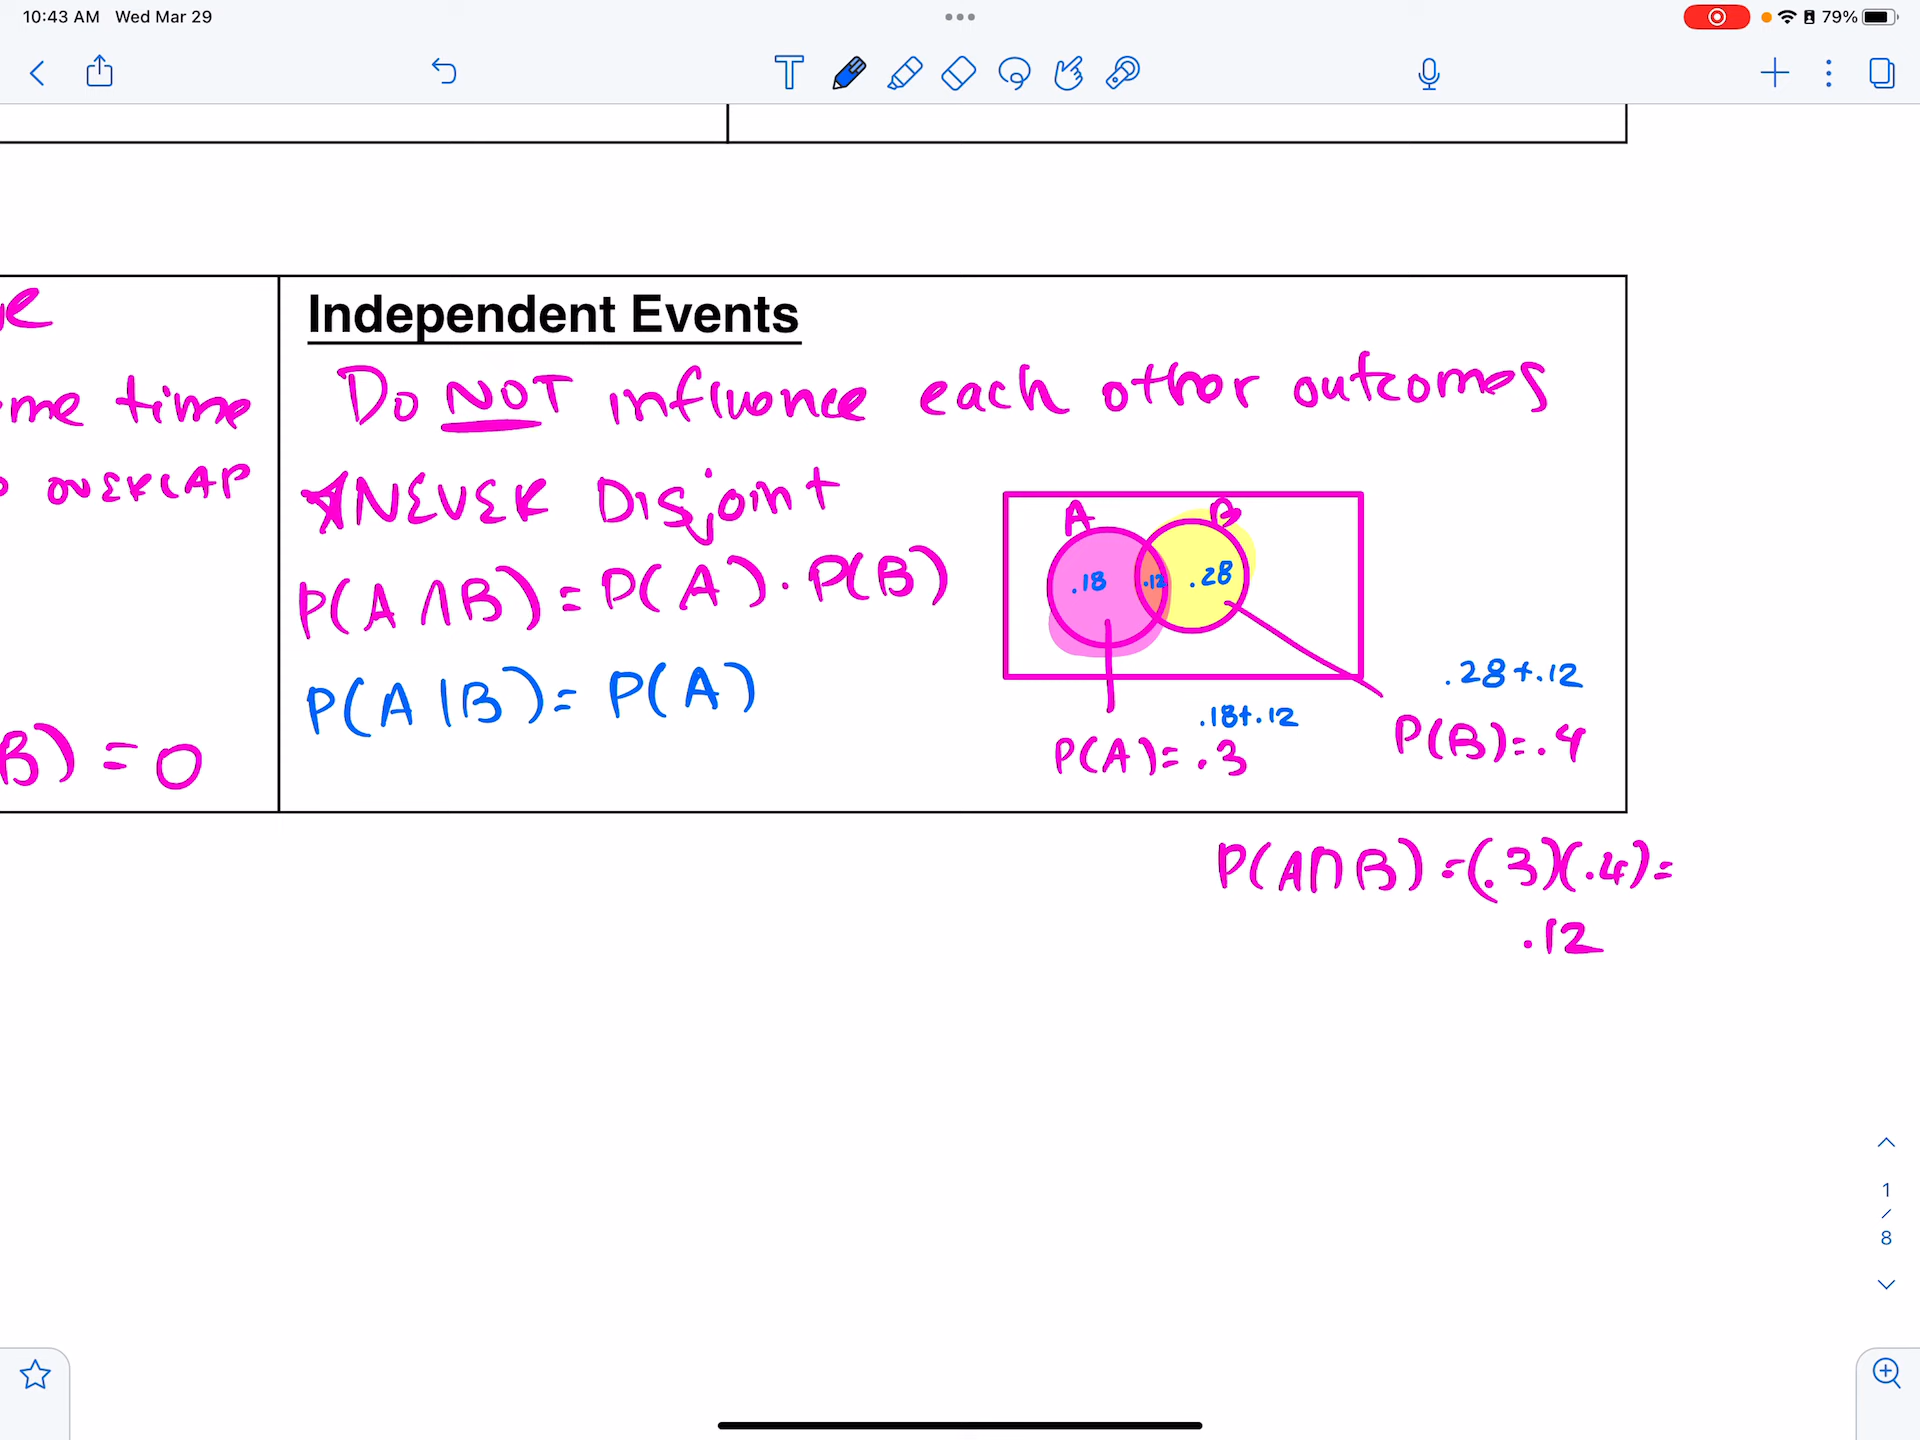 10:43 AM Wed Mar 29
79%
T
Independent Events
me time
Do NOT influence each other outcomes
OVERLAP
NEVER Disjoint
A B
P(A ∩ B) = P(A) · P(B)
.18 .12 .28
P(A | B) = P(A)
.28+.12
.18+.12
B) = 0
P(A) = .3
P(B) = .4
P(A∩B) = (.3)(.4) =
.12
1
/
8